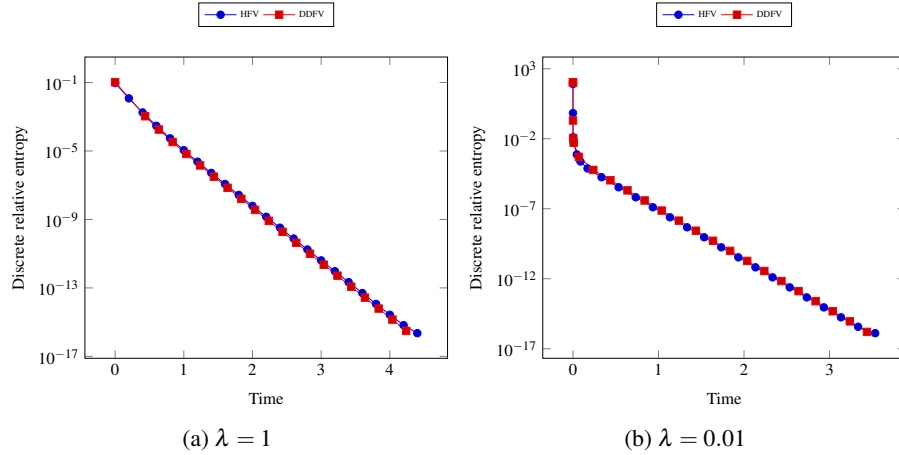 HFV DDFV
HFV DDFV
10^−1
10^−5
10^−9
10^−13
10^−17
Discrete relative entropy
0 1 2 3 4
Time
(a) λ = 1
10^3
10^−2
10^−7
10^−12
10^−17
Discrete relative entropy
0 1 2 3
Time
(b) λ = 0.01